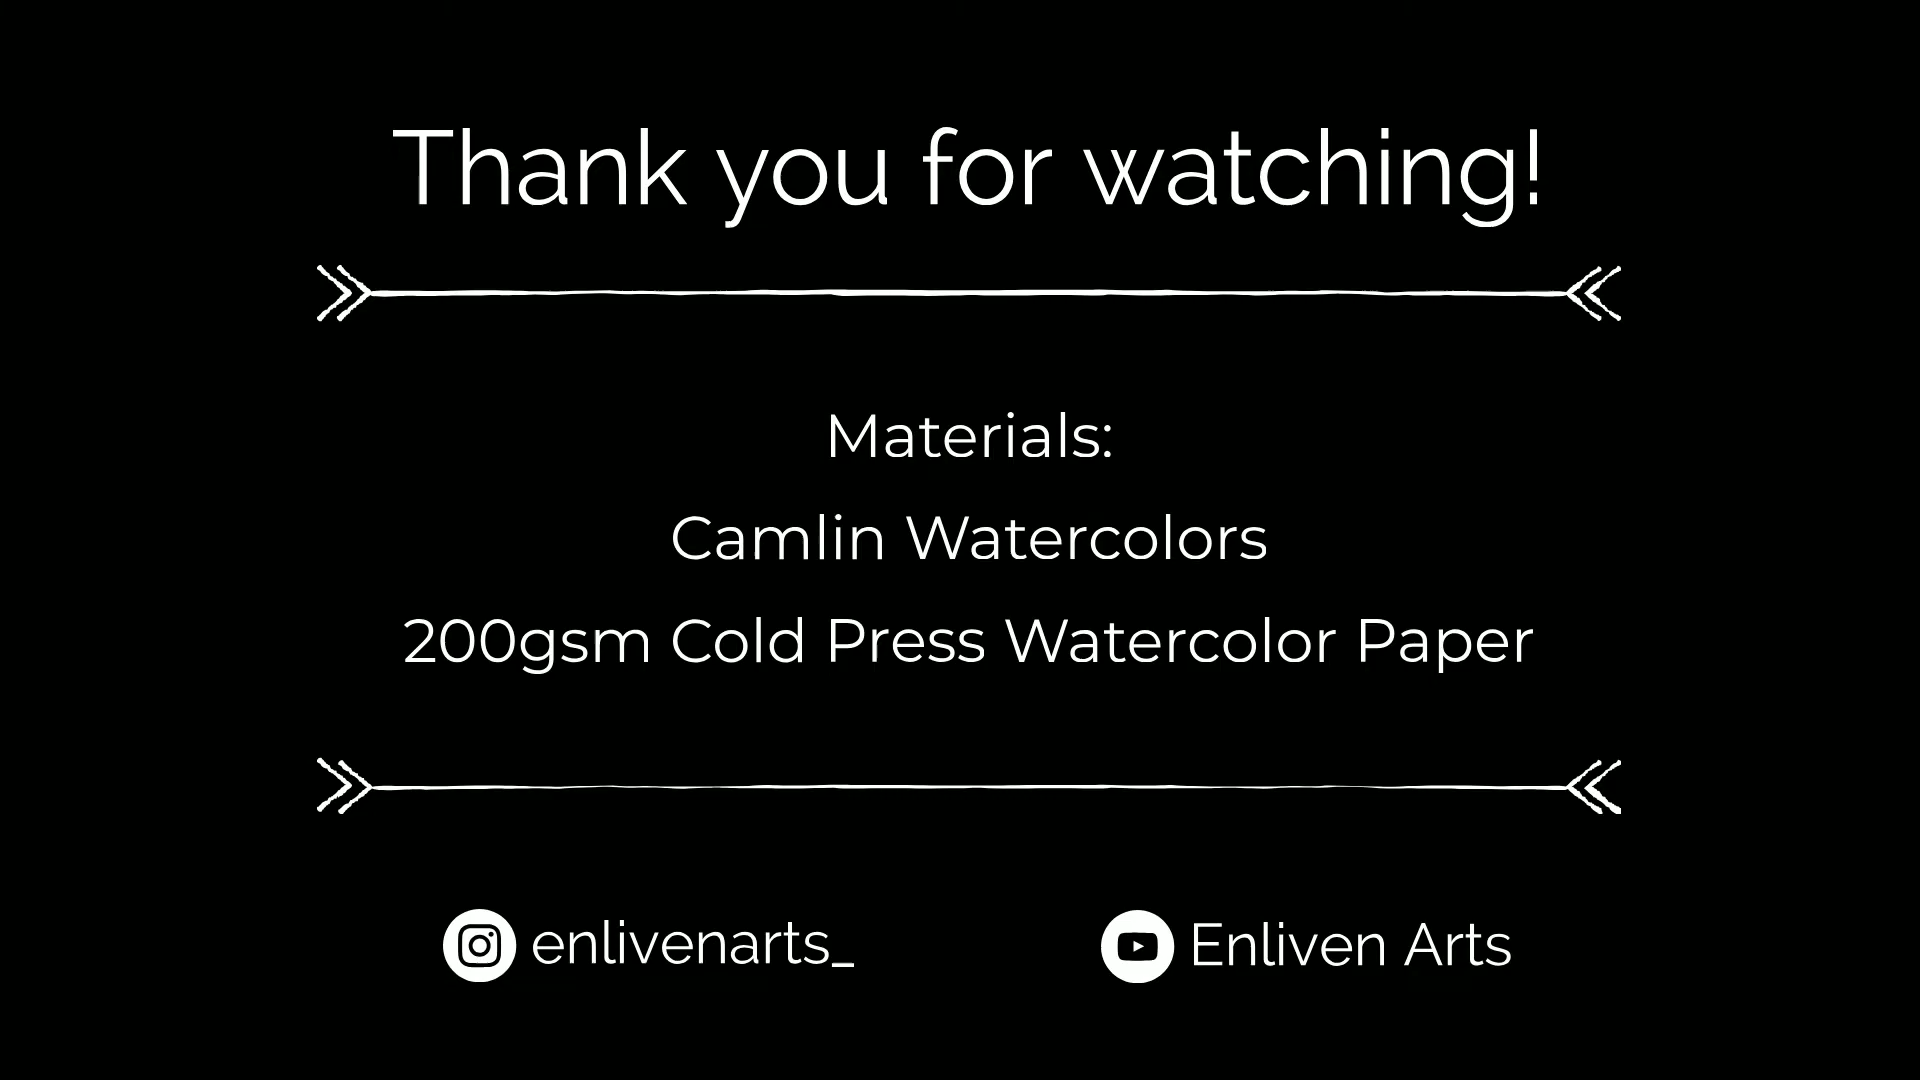 Thank you for watching!
Materials:
Camlin Watercolors
200gsm Cold Press Watercolor Paper
enlivenarts_
Enliven Arts